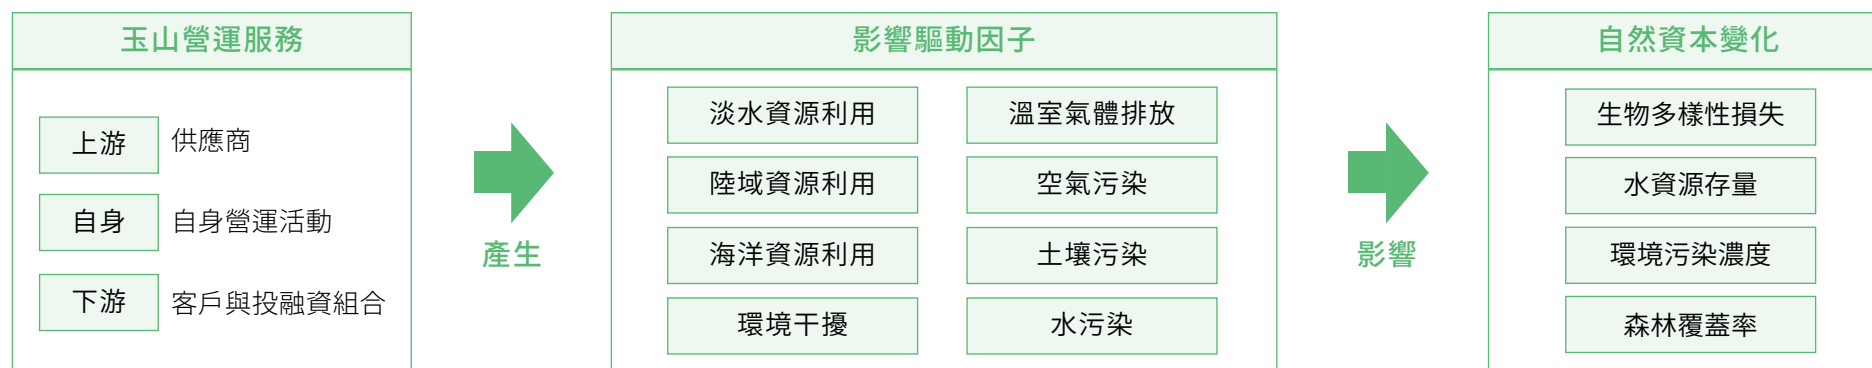 玉山營運服務
上游 供應商
自身 自身營運活動
下游 客戶與投融資組合
產生
影響驅動因子
淡水資源利用 溫室氣體排放
陸域資源利用 空氣污染
海洋資源利用 土壤污染
環境干擾 水污染
影響
自然資本變化
生物多樣性損失
水資源存量
環境污染濃度
森林覆蓋率